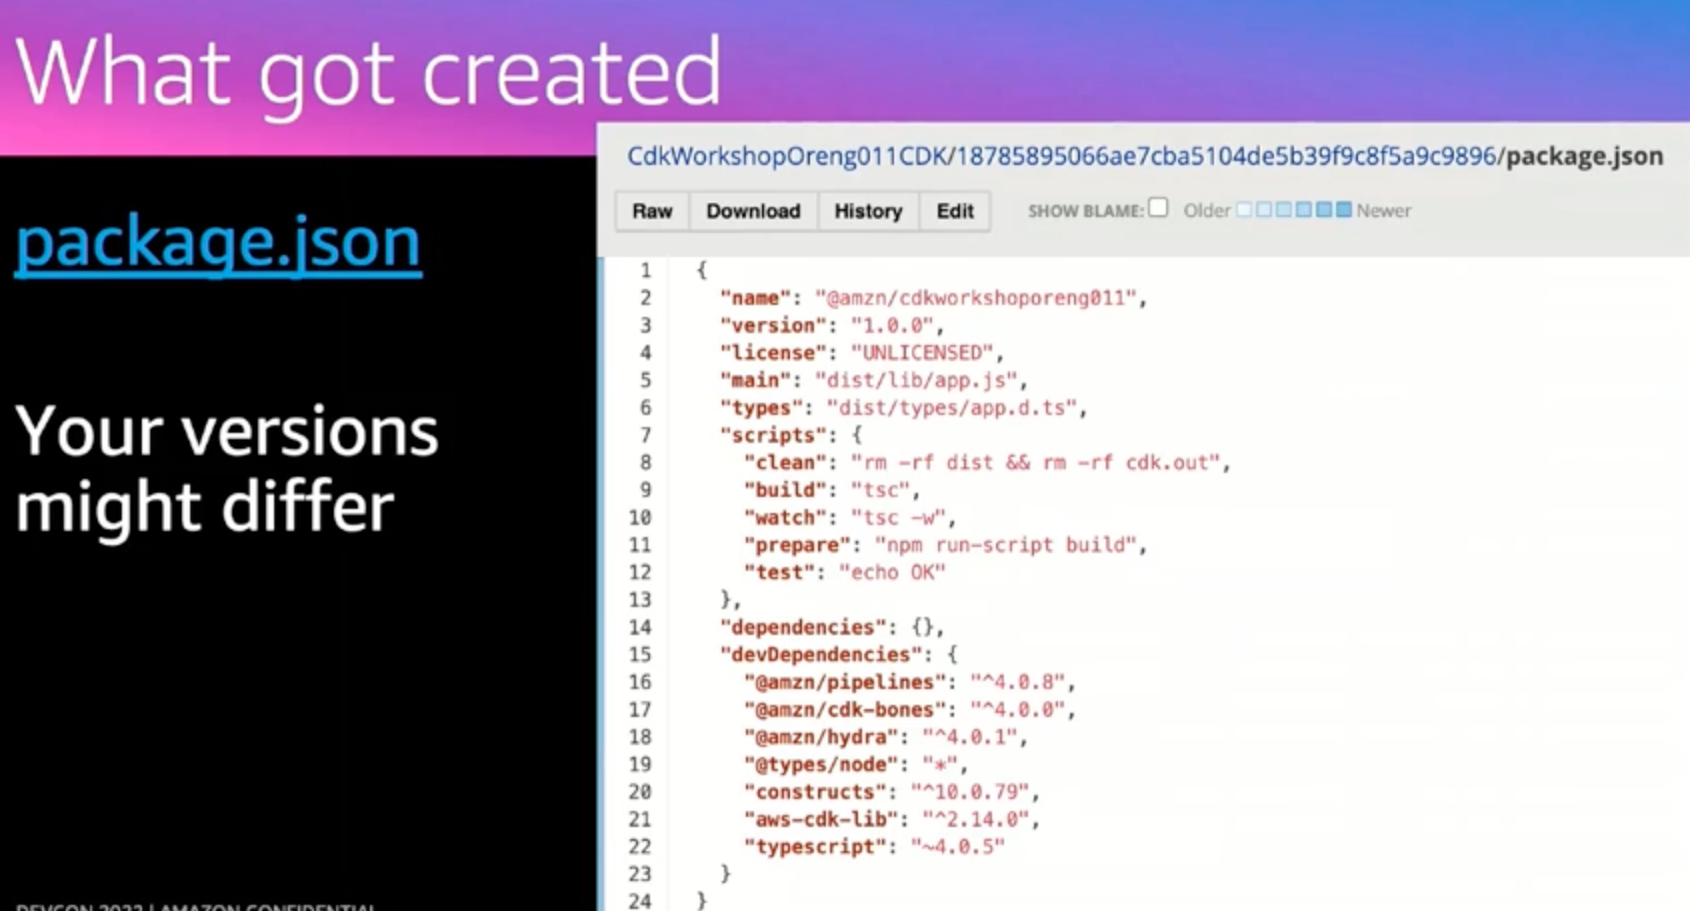 What got created
package.json
Your versions
might differ
DEVCON 2022 | AMAZON CONFIDENTIAL
CdkWorkshopOreng011CDK/18785895066ae7cba5104de5b39f9c8f5a9c9896/package.json
Raw Download History Edit SHOW BLAME: Older Newer
1 {
2 "name": "@amzn/cdkworkshoporeng011",
3 "version": "1.0.0",
4 "license": "UNLICENSED",
5 "main": "dist/lib/app.js",
6 "types": "dist/types/app.d.ts",
7 "scripts": {
8 "clean": "rm -rf dist && rm -rf cdk.out",
9 "build": "tsc",
10 "watch": "tsc -w",
11 "prepare": "npm run-script build",
12 "test": "echo OK"
13 },
14 "dependencies": {},
15 "devDependencies": {
16 "@amzn/pipelines": "^4.0.8",
17 "@amzn/cdk-bones": "^4.0.0",
18 "@amzn/hydra": "^4.0.1",
19 "@types/node": "*",
20 "constructs": "^10.0.79",
21 "aws-cdk-lib": "^2.14.0",
22 "typescript": "~4.0.5"
23 }
24 }